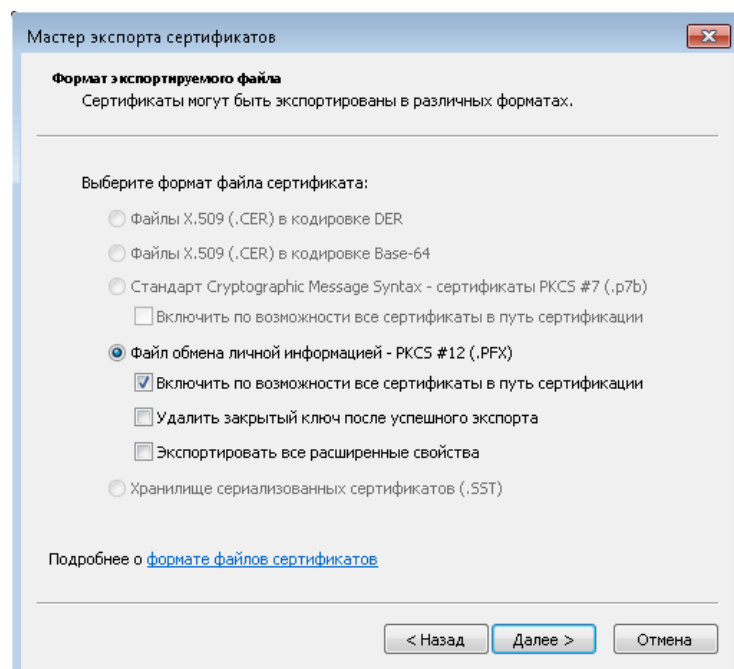 Мастер экспорта сертификатов
Формат экспортируемого файла
Сертификаты могут быть экспортированы в различных форматах.
Выберите формат файла сертификата:
Файлы X.509 (.CER) в кодировке DER
Файлы X.509 (.CER) в кодировке Base-64
Стандарт Cryptographic Message Syntax - сертификаты PKCS #7 (.p7b)
Включить по возможности все сертификаты в путь сертификации
Файл обмена личной информацией - PKCS #12 (.PFX)
Включить по возможности все сертификаты в путь сертификации
Удалить закрытый ключ после успешного экспорта
Экспортировать все расширенные свойства
Хранилище сериализованных сертификатов (.SST)
Подробнее о формате файлов сертификатов
< Назад Далее > Отмена